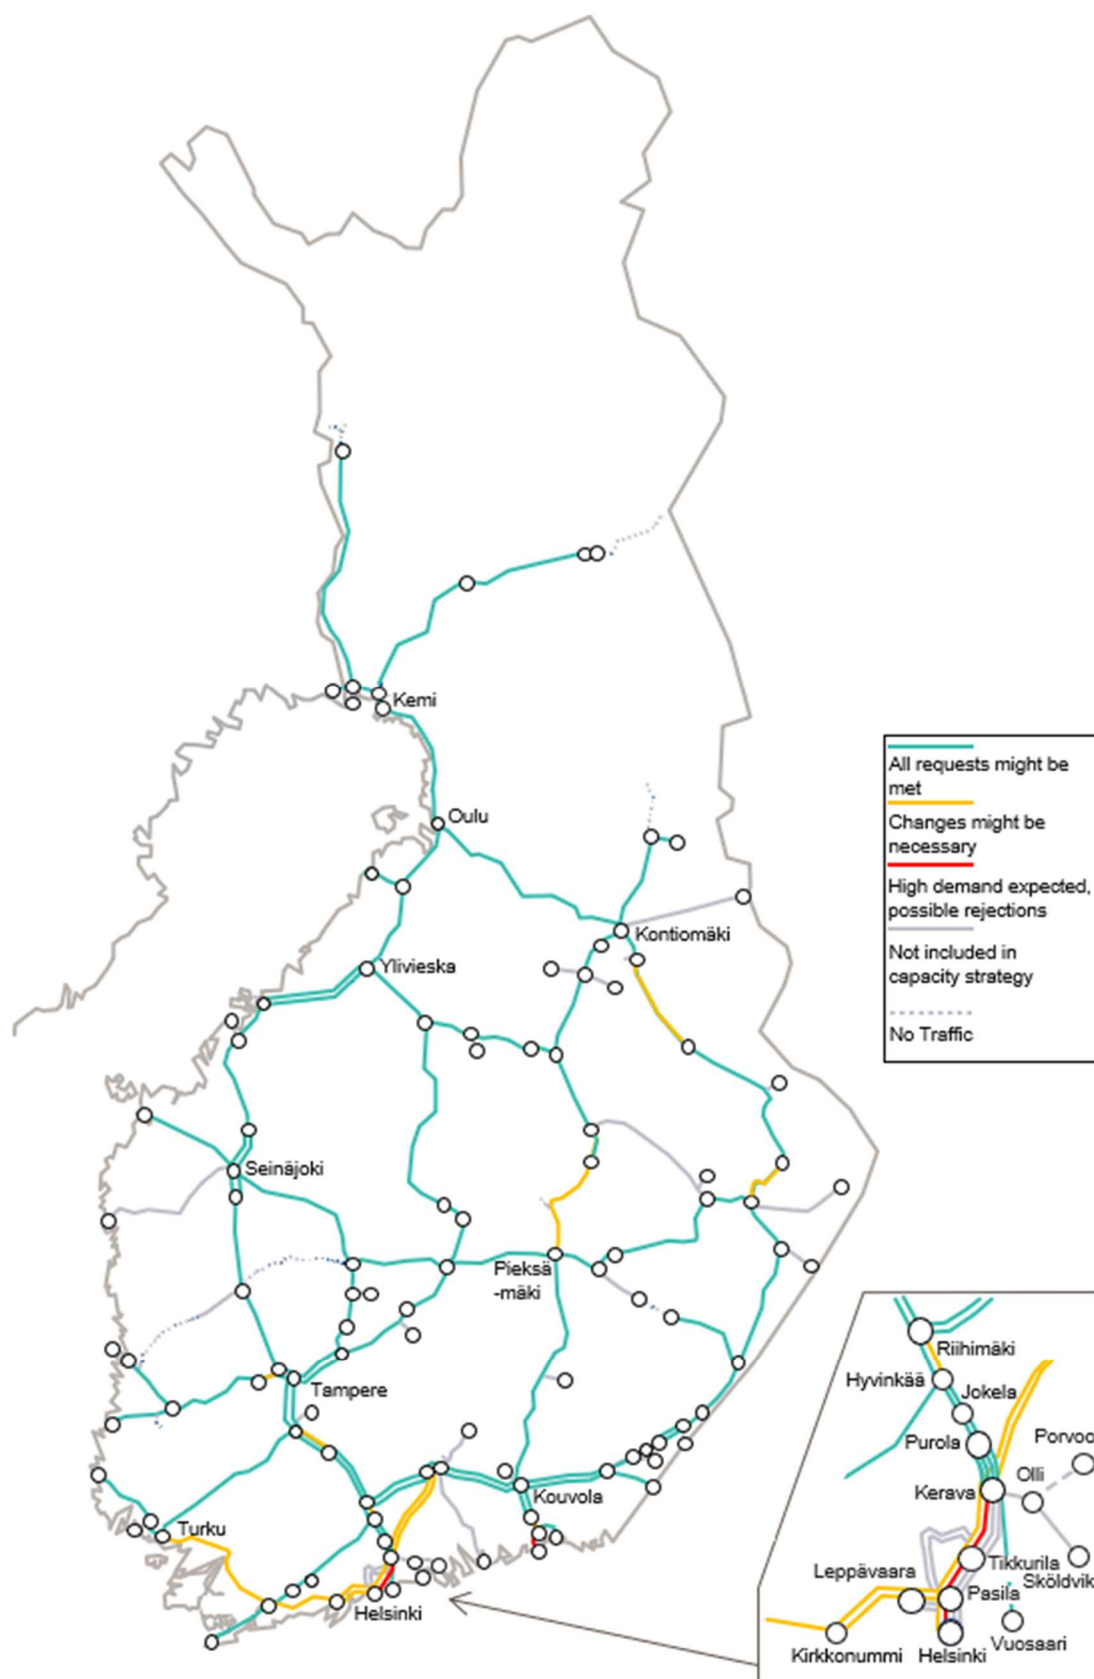 Kemi
Oulu
Kontiomäki
Ylivieska
Seinäjoki
Pieksä
-mäki
Tampere
Kouvola
Turku
Helsinki
All requests might be
met
Changes might be
necessary
High demand expected,
possible rejections
Not included in
capacity strategy
No Traffic
Riihimäki
Hyvinkää
Jokela
Purola
Porvoo
Olli
Kerava
Leppävaara
Tikkurila
Sköldvik
Pasila
Kirkkonummi
Helsinki
Vuosaari